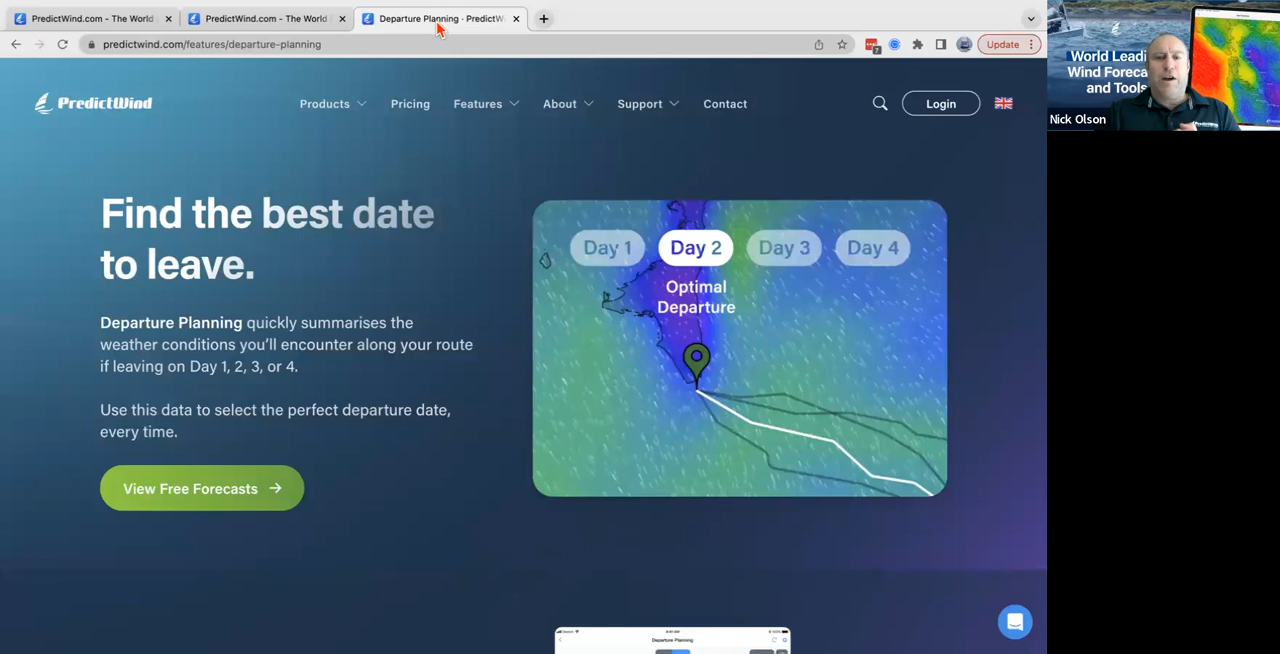 PredictWind.com - The World
PredictWind.com - The World
Departure Planning · PredictW
predictwind.com/features/departure-planning
7
Update
PredictWind
Products
Pricing
Features
About
Support
Contact
Login
Find the best date
to leave.
Departure Planning quickly summarises the
weather conditions you'll encounter along your route
if leaving on Day 1, 2, 3, or 4.
Use this data to select the perfect departure date,
every time.
View Free Forecasts
Day 1
Day 2
Day 3
Day 4
Optimal
Departure
Departure Planning
World Leadi
Wind Foreca
and Tools
Nick Olson